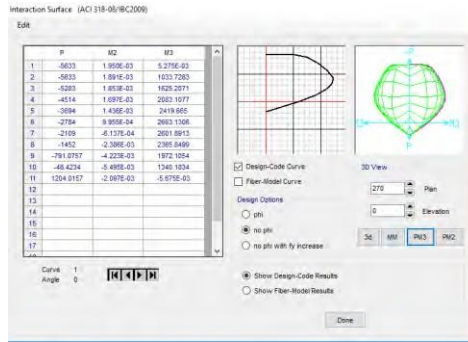 Interaction Surface (ACI 318-08/IBC2009)
Edit
P M2 M3
1 -5633 1.950E-03 5.275E-03
2 -5633 1.891E-03 1033.7283
3 -5283 1.853E-03 1625.2071
4 -4514 1.697E-03 2083.1077
5 -3694 1.436E-03 2419.665
6 -2784 9.955E-04 2663.1306
7 -2109 -6.137E-04 2601.8913
8 -1452 -2.386E-03 2365.8499
9 -791.0757 -4.223E-03 1972.1054
10 -48.4234 -5.495E-03 1340.1834
11 1204.0157 -2.097E-03 -5.675E-03
12
13
14
15
16
17
Curve 1
Angle 0
Design-Code Curve
Fiber-Model Curve
Design Options
phi
no phi
no phi with fy increase
Show Design-Code Results
Show Fiber-Model Results
3D View
270 Plan
0 Elevation
3d MM PM3 PM2
Done